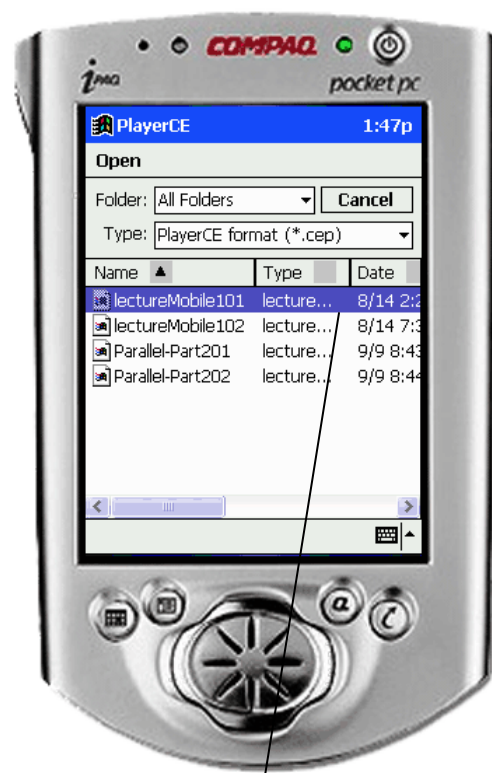 COMPAQ
iPAQ
pocket pc
PlayerCE 1:47p
Open
Folder: All Folders Cancel
Type: PlayerCE format (*.cep)
Name Type Date
lectureMobile101 lecture... 8/14 2:2
lectureMobile102 lecture... 8/14 7:3
Parallel-Part201 lecture... 9/9 8:43
Parallel-Part202 lecture... 9/9 8:44
a